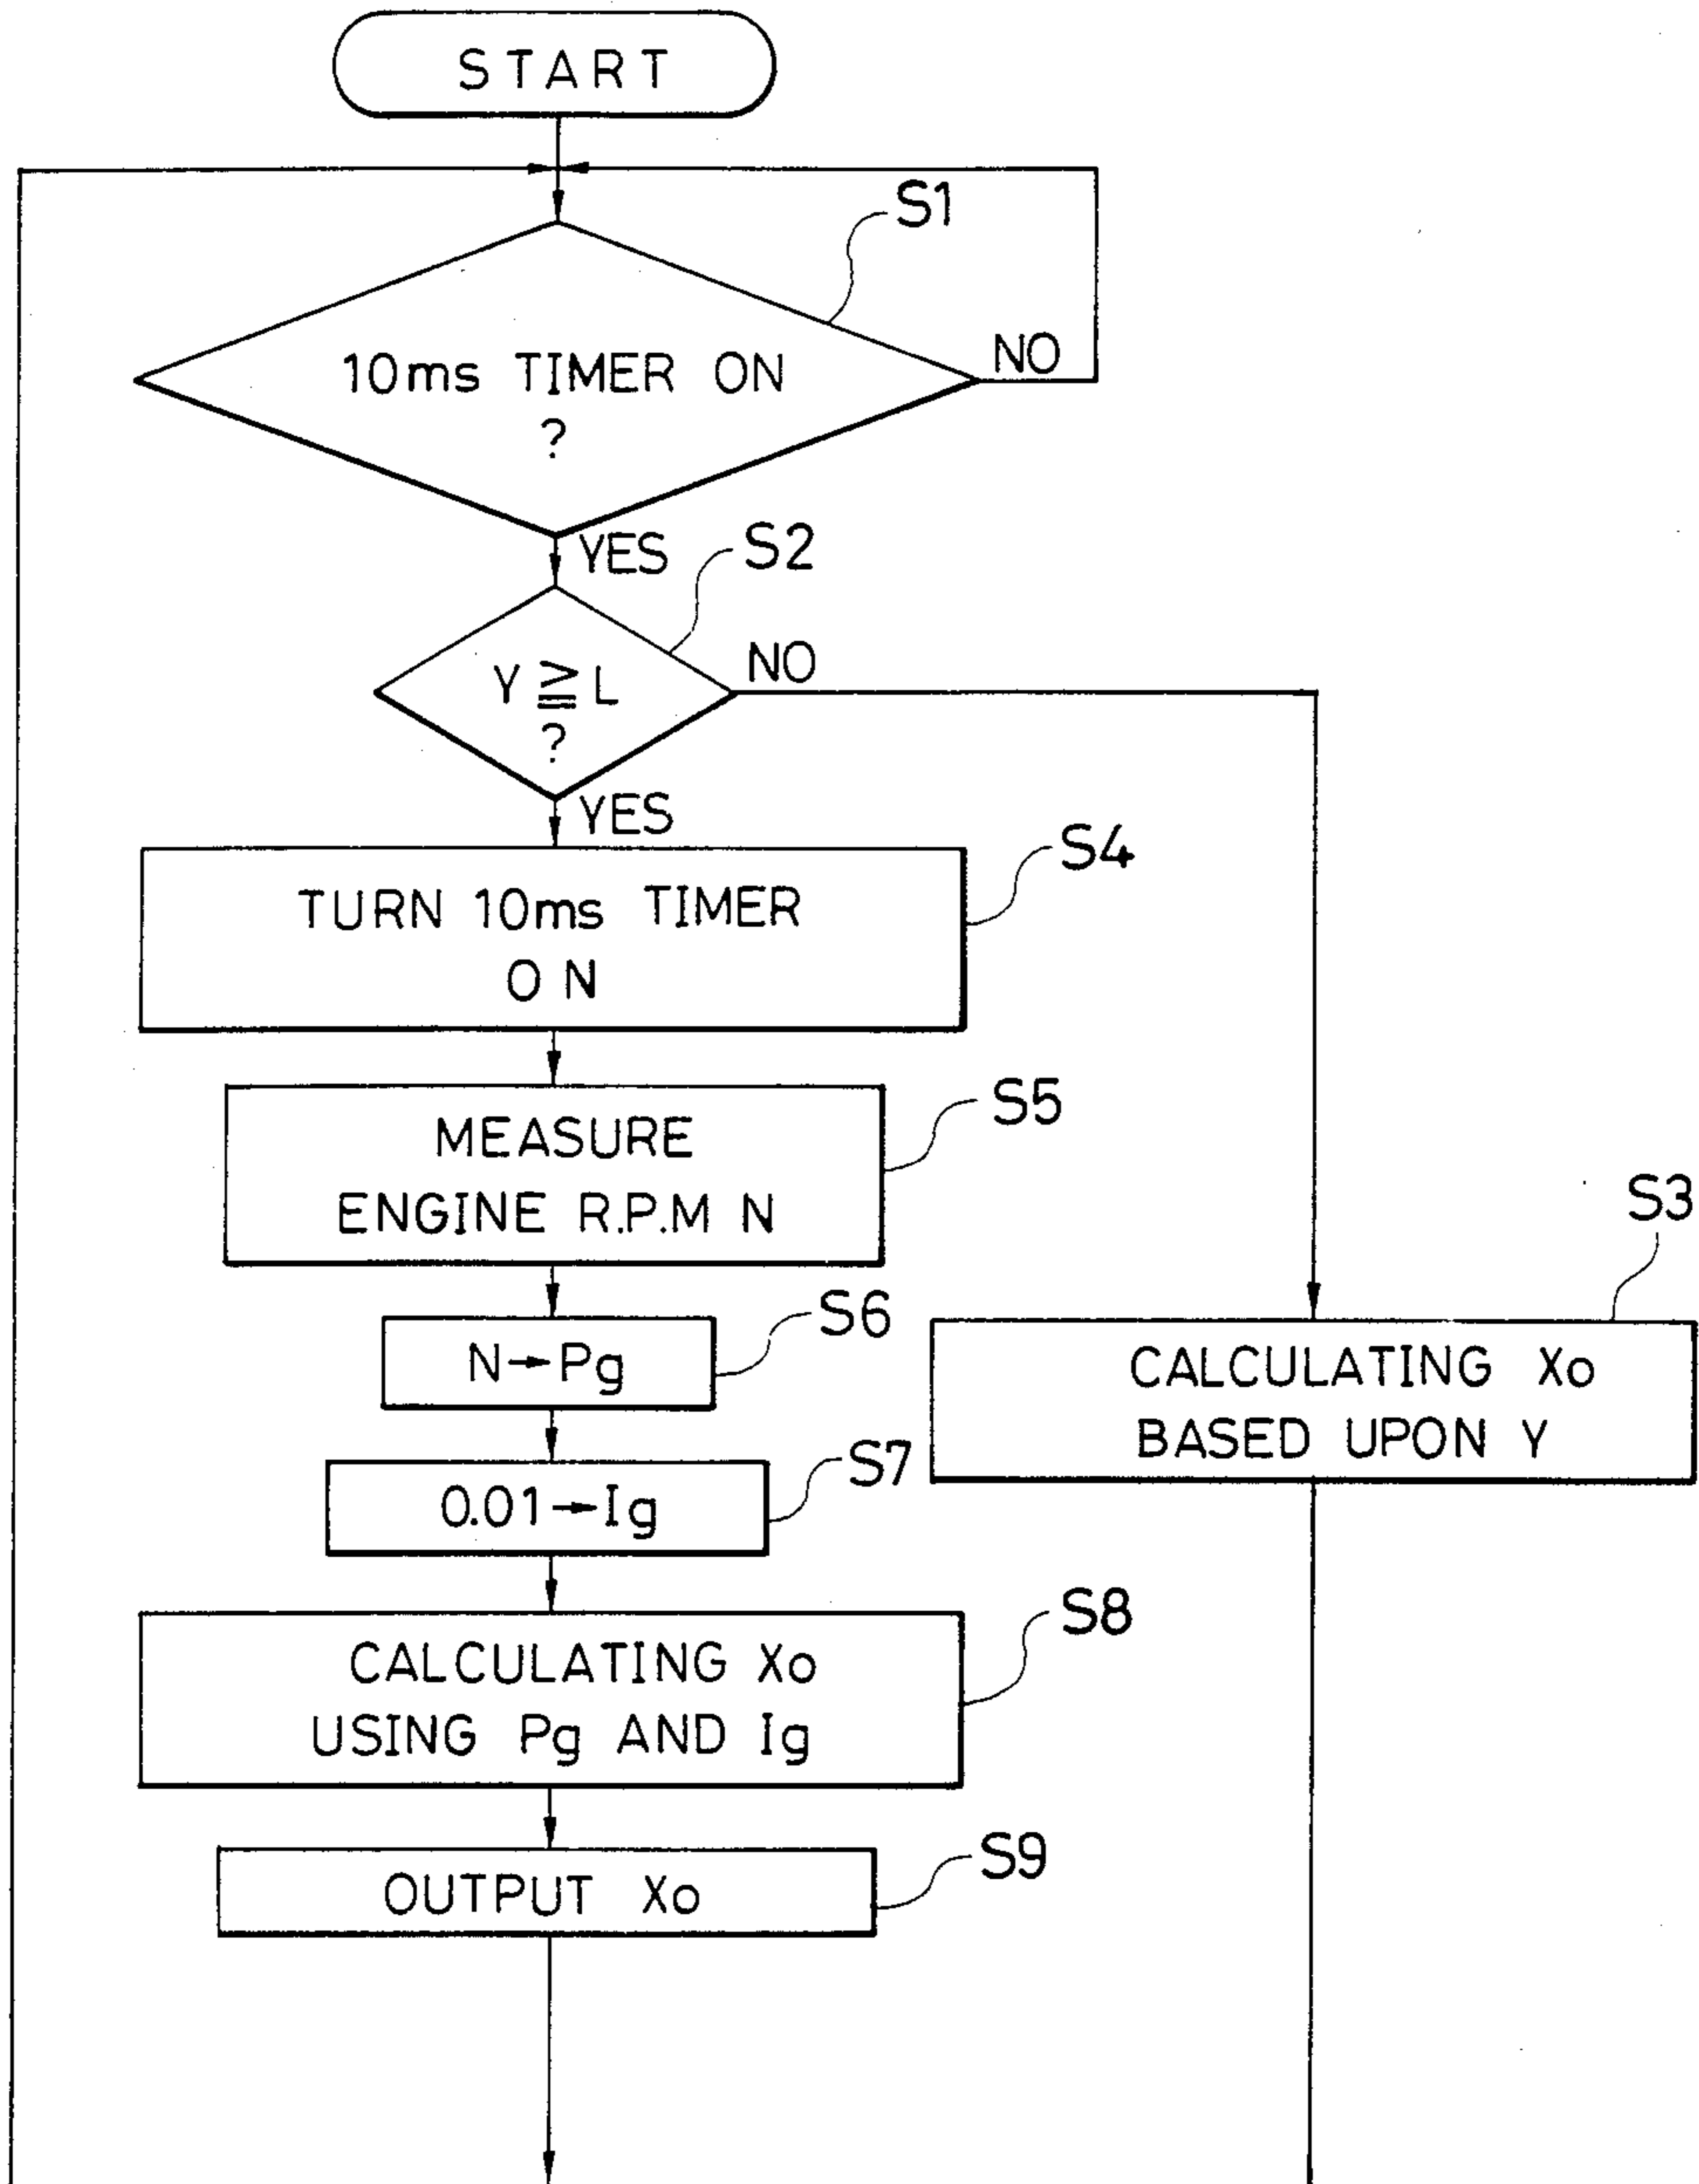 START
S1
10ms TIMER ON
?
NO
YES
S2
Y ≧ L
?
NO
YES
S4
TURN 10ms TIMER
ON
S5
MEASURE
ENGINE R.P.M N
S6
N→Pg
S3
CALCULATING Xo
BASED UPON Y
S7
0.01→Ig
S8
CALCULATING Xo
USING Pg AND Ig
S9
OUTPUT Xo